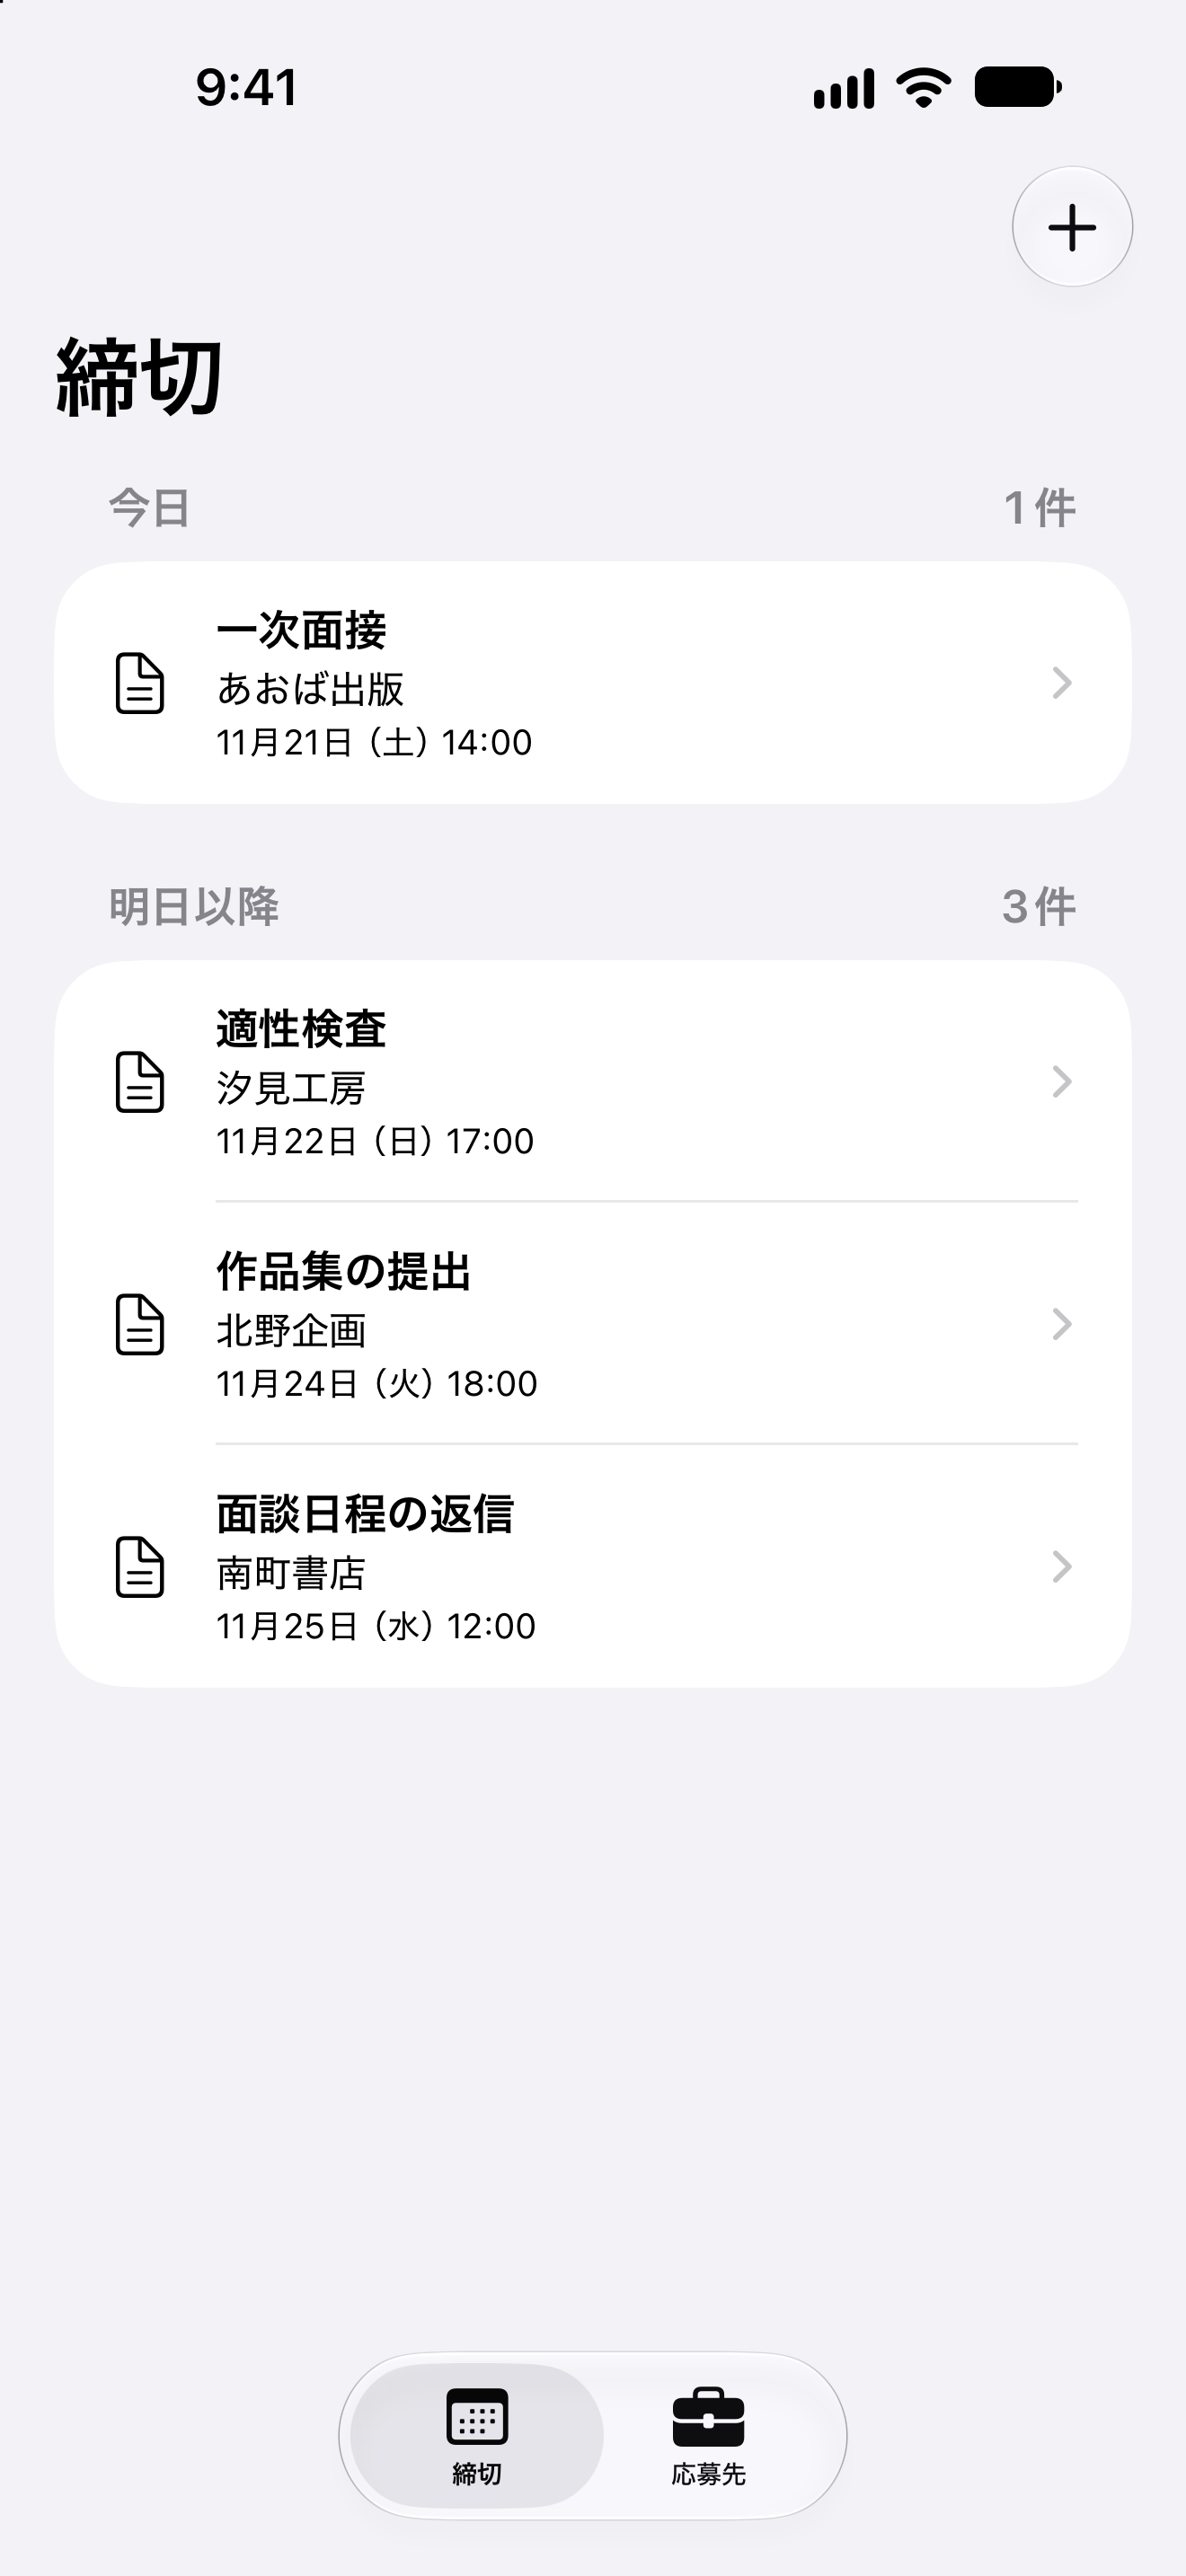 9:41
締切
今日 1件
一次面接
あおば出版
11月21日（土）14:00
明日以降 3件
適性検査
汐見工房
11月22日（日）17:00
作品集の提出
北野企画
11月24日（火）18:00
面談日程の返信
南町書店
11月25日（水）12:00
締切 応募先